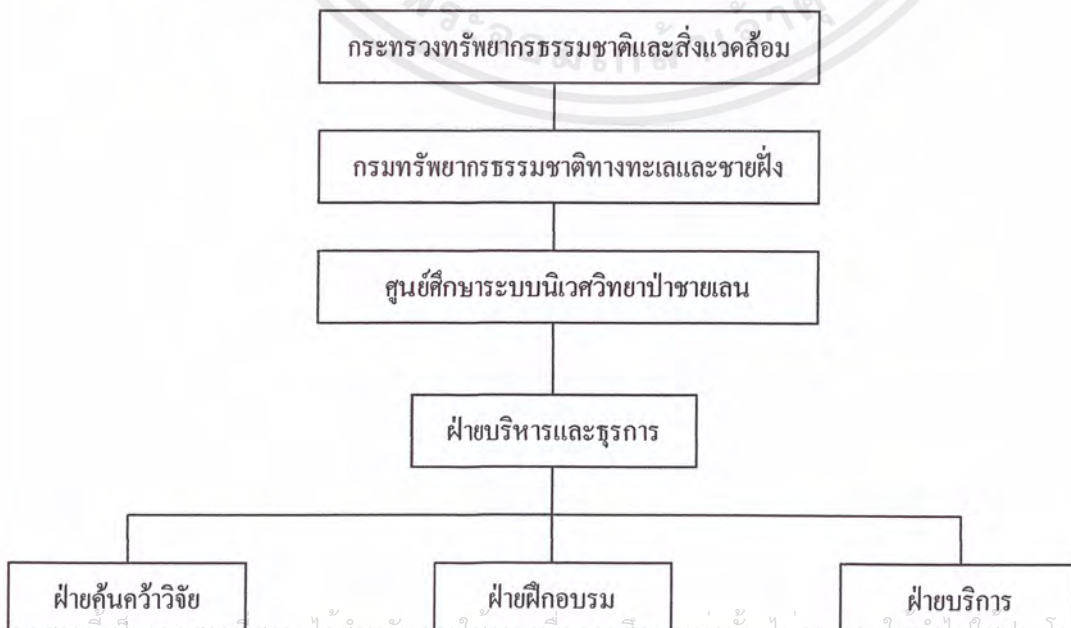 กระทรวงทรัพยากรธรรมชาติและสิ่งแวดล้อม
กรมทรัพยากรธรรมชาติทางทะเลและชายฝั่ง
ศูนย์ศึกษาระบบนิเวศวิทยาป่าชายเลน
ฝ่ายบริหารและธุรการ
ฝ่ายค้นคว้าวิจัย
ฝ่ายฝึกอบรม
ฝ่ายบริการ